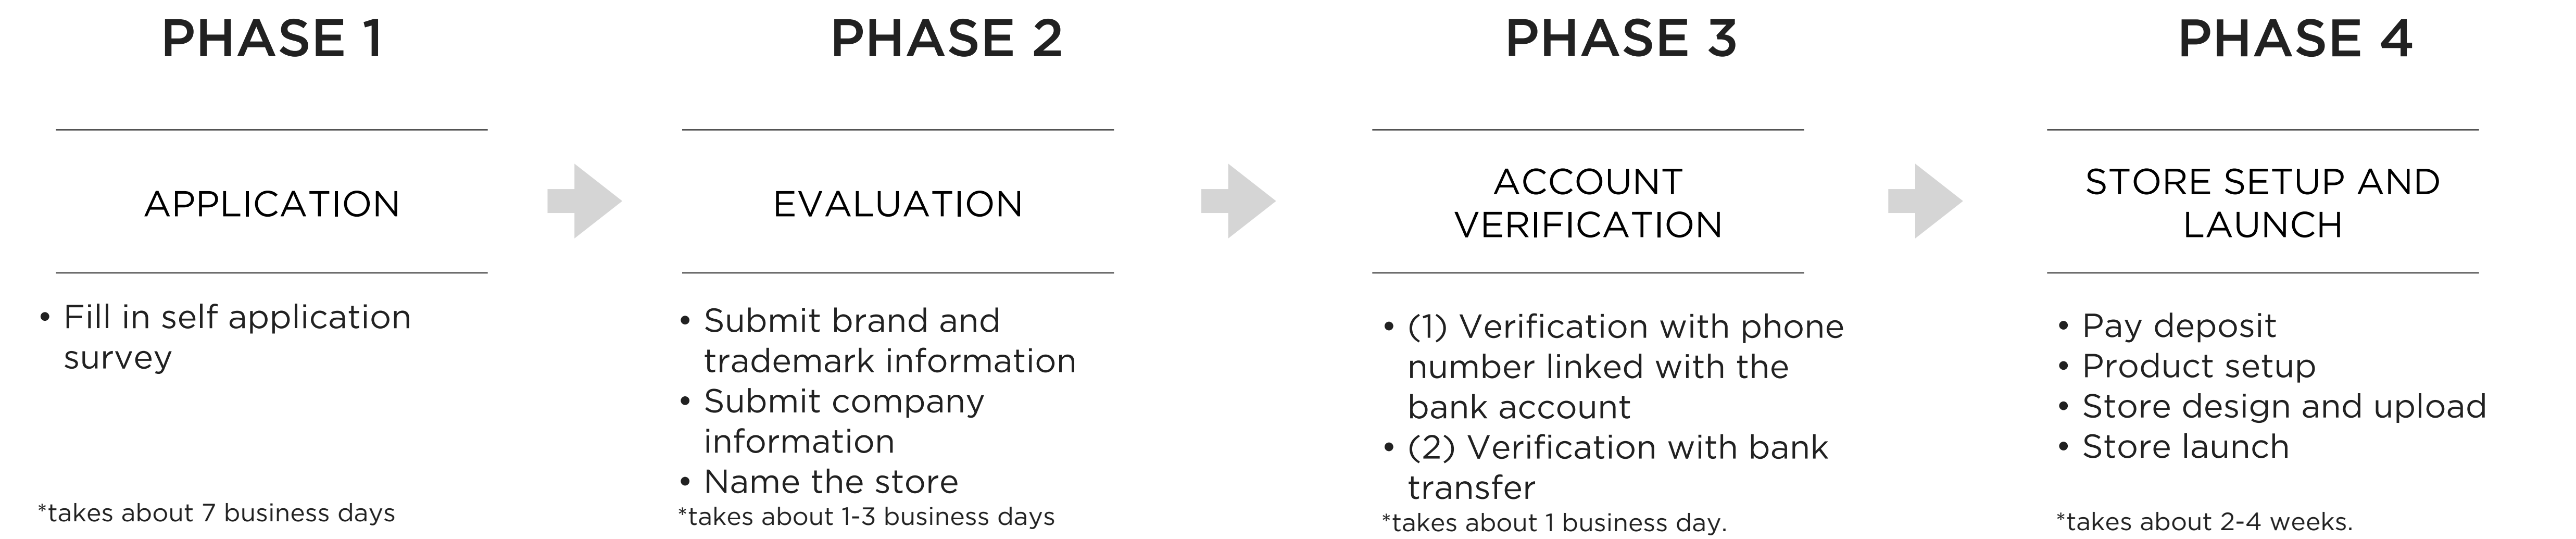 PHASE 1
APPLICATION
• Fill in self application
survey
*takes about 7 business days
PHASE 2
EVALUATION
• Submit brand and
trademark information
• Submit company
information
• Name the store
*takes about 1-3 business days
PHASE 3
ACCOUNT
VERIFICATION
• (1) Verification with phone
number linked with the
bank account
• (2) Verification with bank
transfer
*takes about 1 business day.
PHASE 4
STORE SETUP AND
LAUNCH
• Pay deposit
• Product setup
• Store design and upload
• Store launch
*takes about 2-4 weeks.